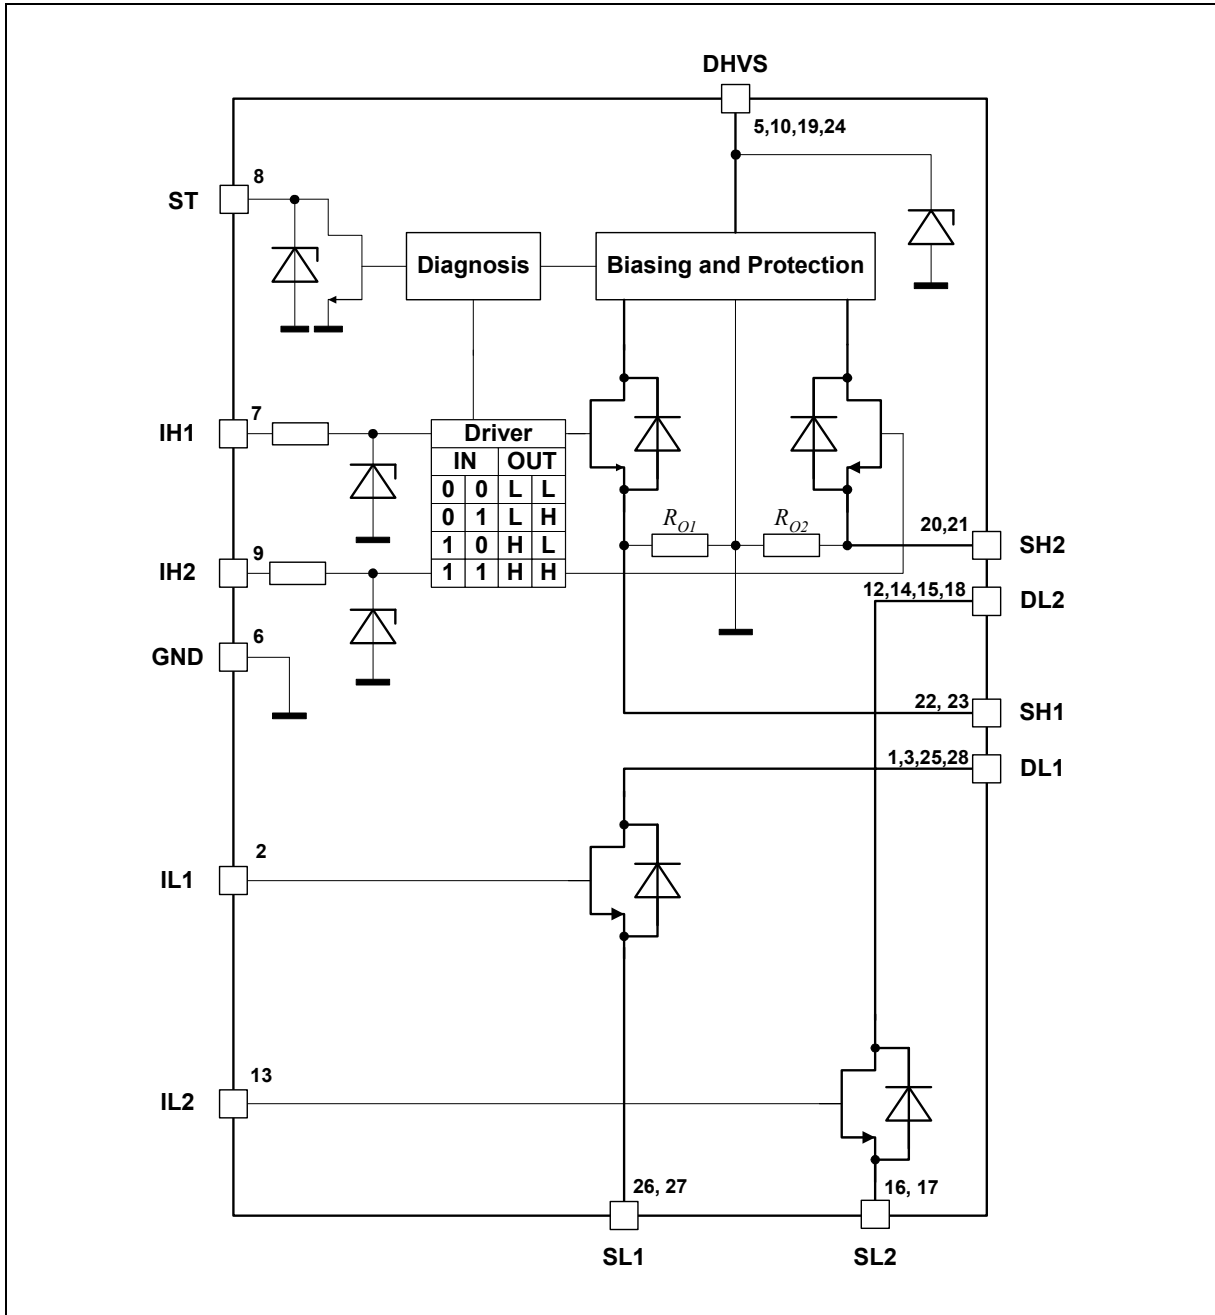 DHVS
5,10,19,24
8
ST
Diagnosis
Biasing and Protection
7
IH1
Driver
IN OUT
0 0 L L
0 1 L H
1 0 H L
1 1 H H
RO1
RO2
20,21
SH2
9
IH2
12,14,15,18
DL2
6
GND
22, 23
SH1
1,3,25,28
DL1
2
IL1
13
IL2
26, 27
16, 17
SL1
SL2